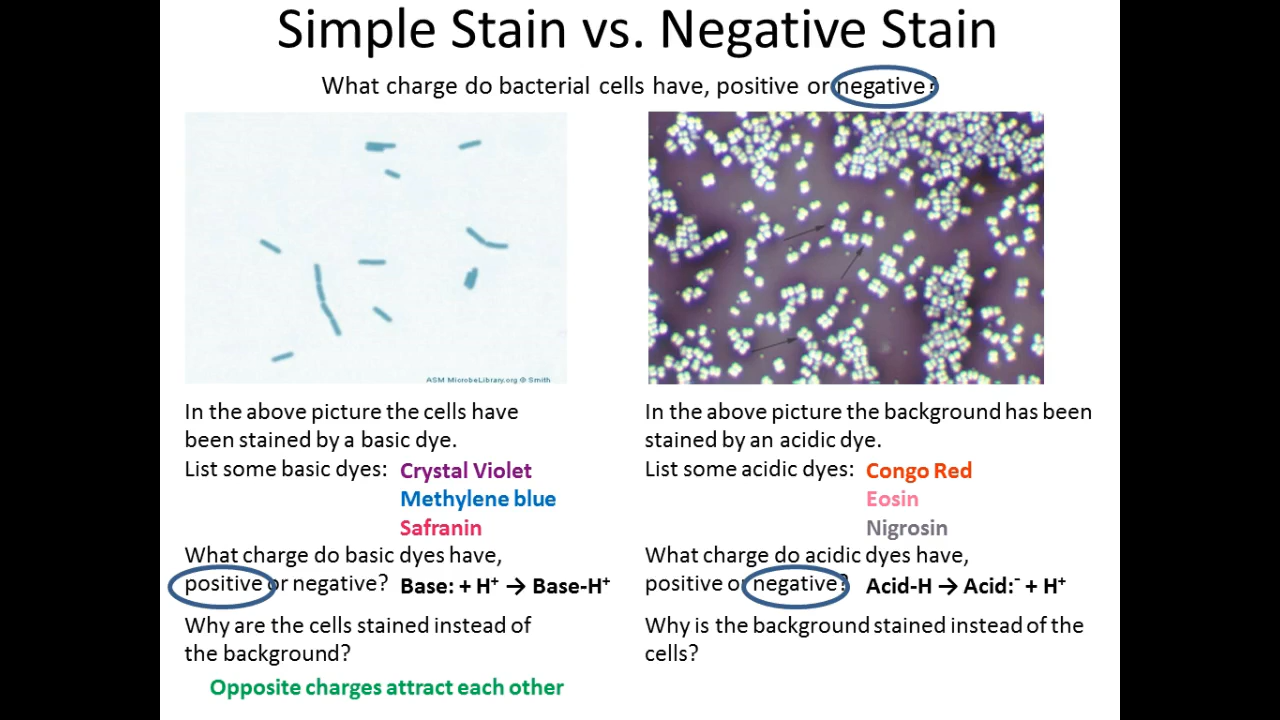 Simple Stain vs. Negative Stain
What charge do bacterial cells have, positive or negative?
ASM MicrobeLibrary.org © Smith
In the above picture the cells have
been stained by a basic dye.
List some basic dyes: Crystal Violet
Methylene blue
Safranin
What charge do basic dyes have,
positive or negative? Base: + H⁺ → Base-H⁺
Why are the cells stained instead of
the background?
Opposite charges attract each other
In the above picture the background has been
stained by an acidic dye.
List some acidic dyes: Congo Red
Eosin
Nigrosin
What charge do acidic dyes have,
positive or negative? Acid-H → Acid:⁻ + H⁺
Why is the background stained instead of the
cells?